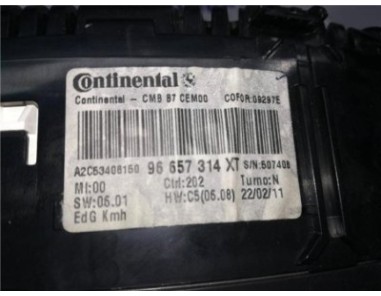 Continental
Continental - CMB B7 CEM00 COFOR:09297E
A2C53408150 96 657 314 XT S/N:507408
MI:00 Ctd:202 Turno:N
SW:05.01 HW:C5(05.08) 22/02/11
EdG Kmh